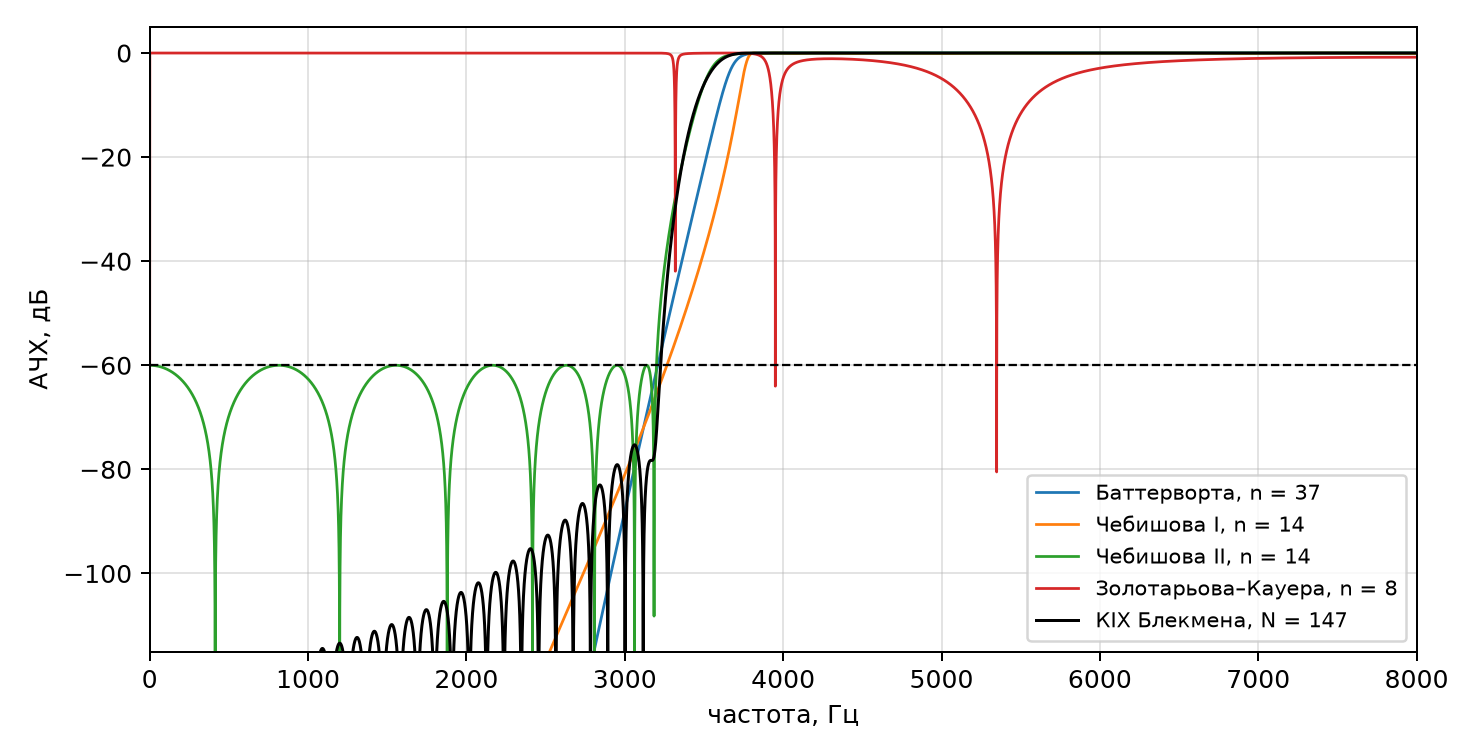 0
−20
−40
−60
−80
−100
АЧХ, дБ
Баттерворта, n = 37
Чебишова I, n = 14
Чебишова II, n = 14
Золотарьова–Кауера, n = 8
КІХ Блекмена, N = 147
0 1000 2000 3000 4000 5000 6000 7000 8000
частота, Гц